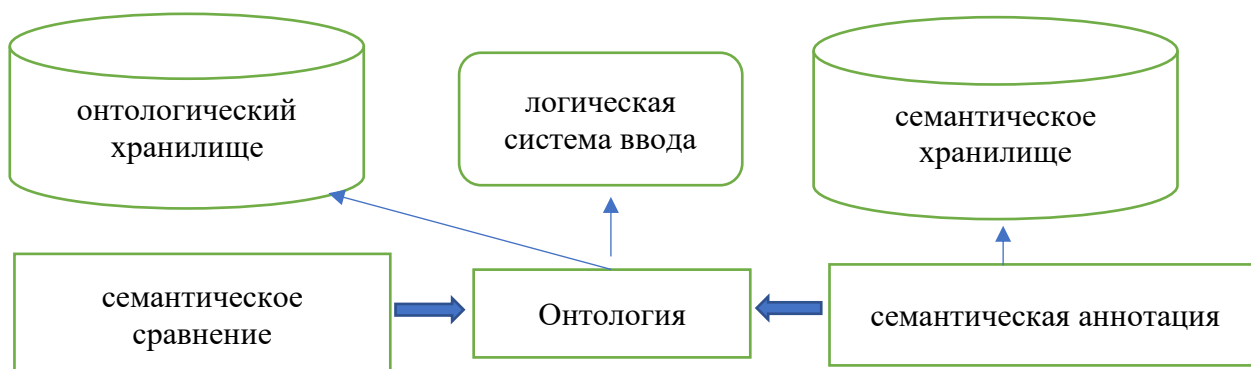 онтологический
хранилище
логическая
система ввода
семантическое
хранилище
семантическое
сравнение
Онтология
семантическая аннотация